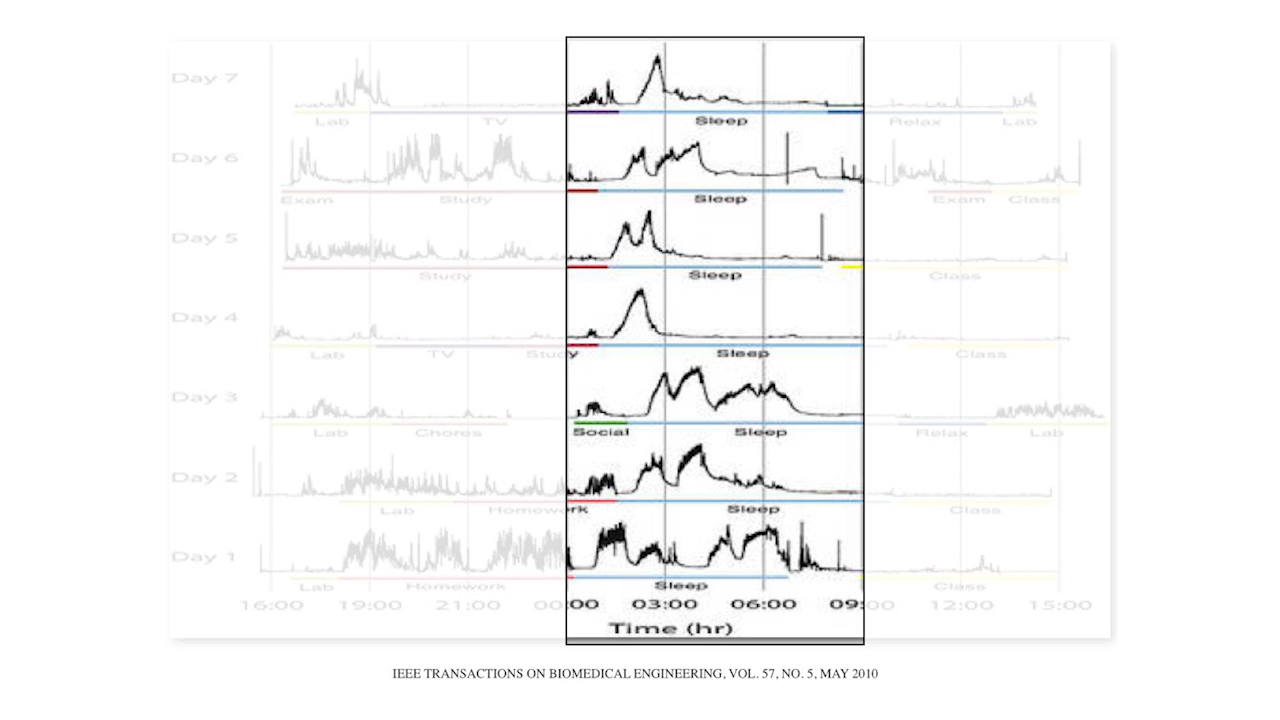 Day 7
Lab TV Sleep Relax Lab
Day 6
Exam Study Sleep Exam Class
Day 5
Study Sleep Class
Day 4
Lab TV Study Sleep Class
Day 3
Lab Chores Social Sleep Relax Lab
Day 2
Lab Homework Sleep Class
Day 1
Lab Homework Sleep Class
16:00 19:00 21:00 00:00 03:00 06:00 09:00 12:00 15:00
Time (hr)
IEEE TRANSACTIONS ON BIOMEDICAL ENGINEERING, VOL. 57, NO. 5, MAY 2010